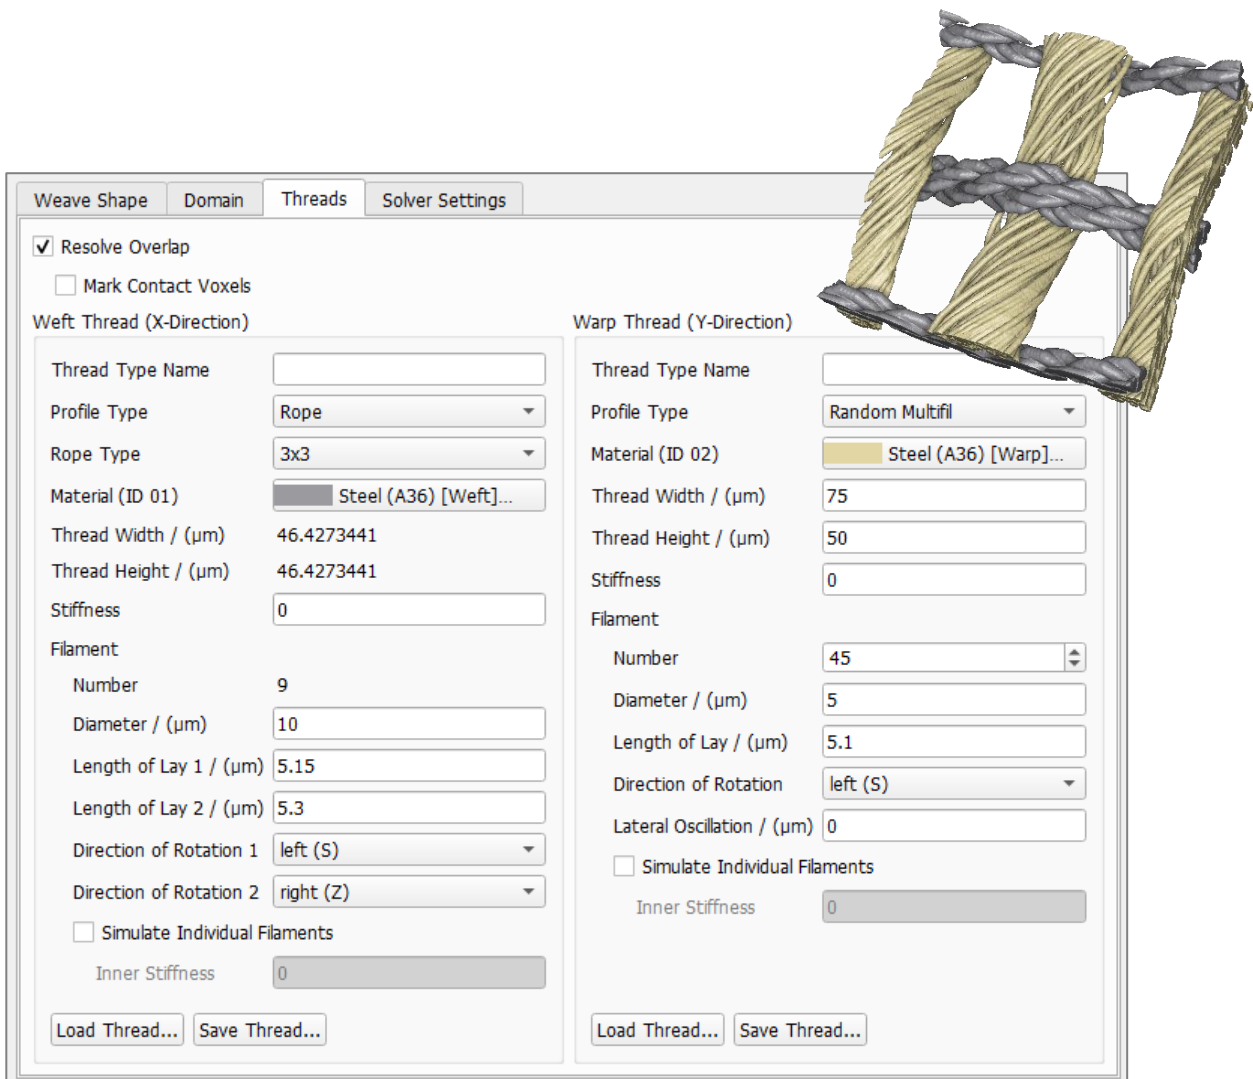 Weave Shape Domain Threads Solver Settings
Resolve Overlap
Mark Contact Voxels
Weft Thread (X-Direction)
Thread Type Name
Profile Type Rope
Rope Type 3x3
Material (ID 01) Steel (A36) [Weft]...
Thread Width / (µm) 46.4273441
Thread Height / (µm) 46.4273441
Stiffness 0
Filament
Number 9
Diameter / (µm) 10
Length of Lay 1 / (µm) 5.15
Length of Lay 2 / (µm) 5.3
Direction of Rotation 1 left (S)
Direction of Rotation 2 right (Z)
Simulate Individual Filaments
Inner Stiffness 0
Load Thread... Save Thread...
Warp Thread (Y-Direction)
Thread Type Name
Profile Type Random Multifil
Material (ID 02) Steel (A36) [Warp]...
Thread Width / (µm) 75
Thread Height / (µm) 50
Stiffness 0
Filament
Number 45
Diameter / (µm) 5
Length of Lay / (µm) 5.1
Direction of Rotation left (S)
Lateral Oscillation / (µm) 0
Simulate Individual Filaments
Inner Stiffness 0
Load Thread... Save Thread...